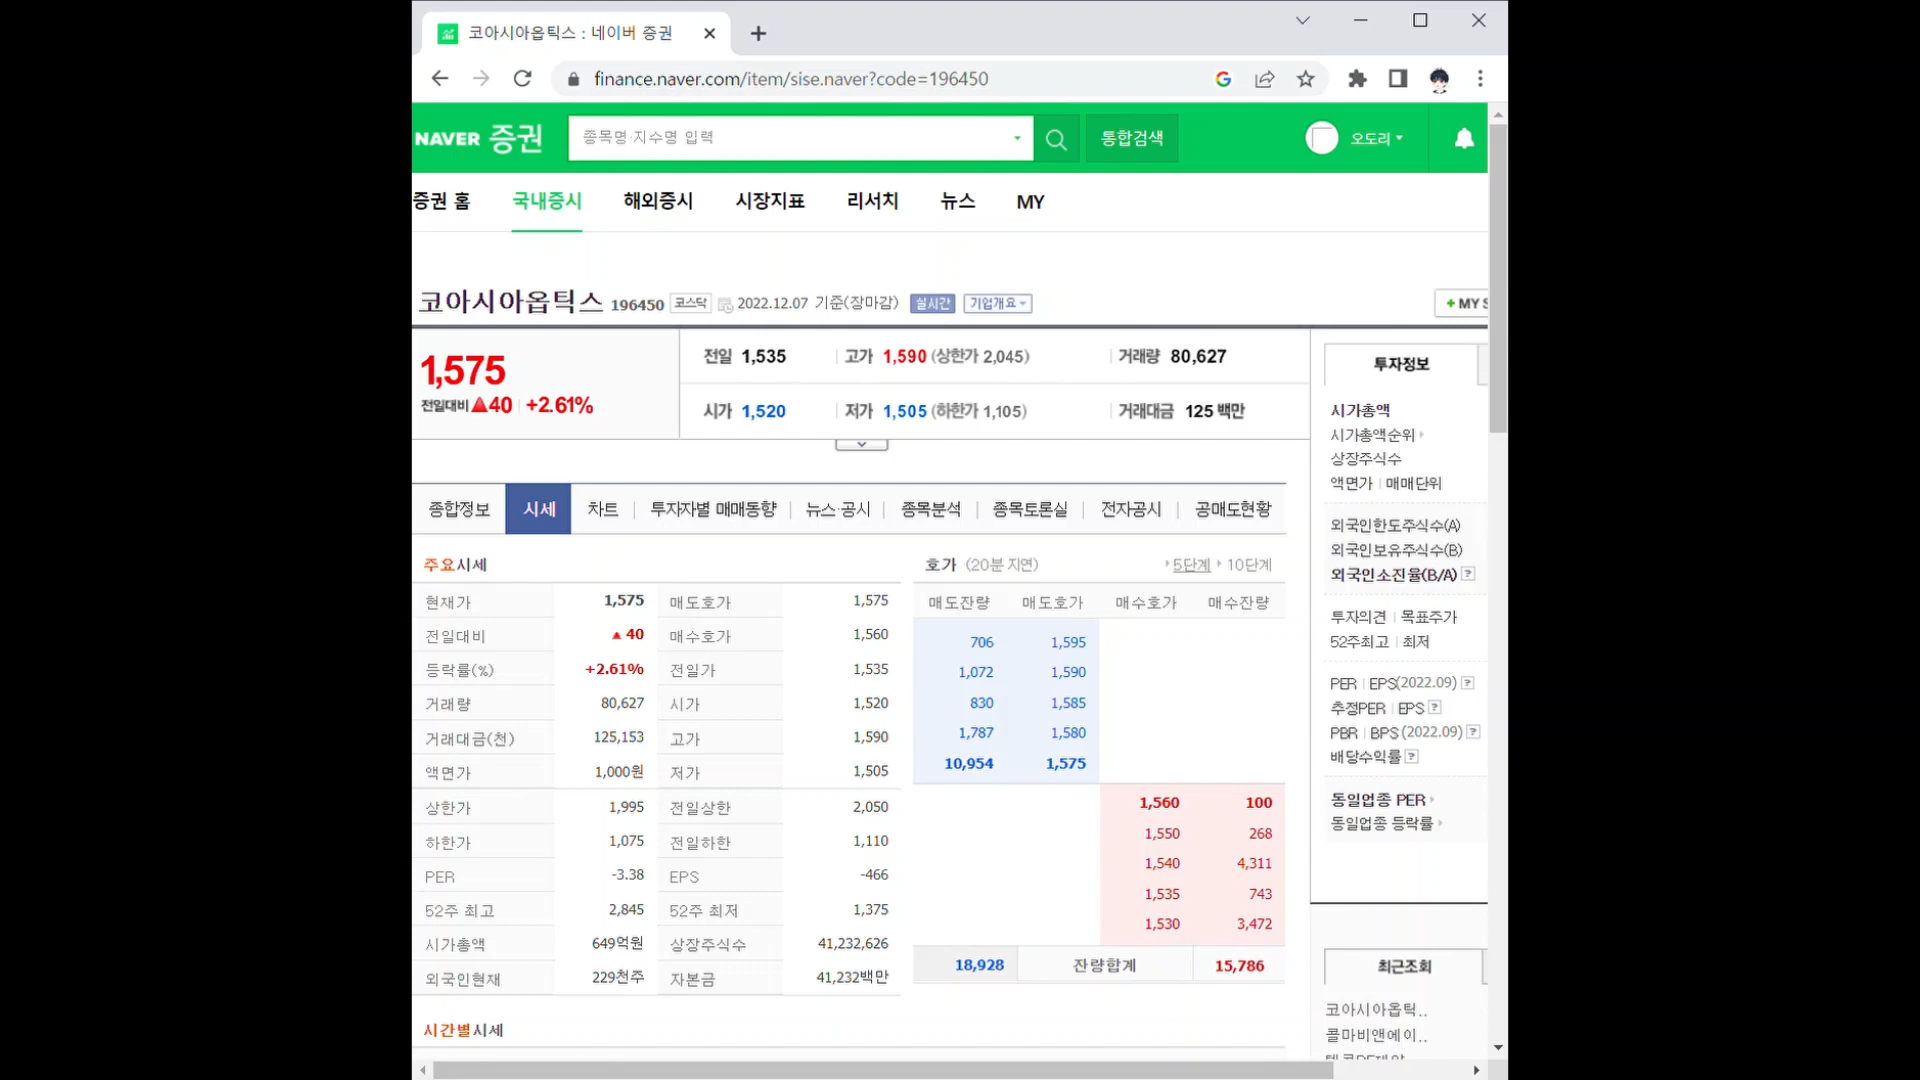 코아시아옵틱스 : 네이버 증권
finance.naver.com/item/sise.naver?code=196450
NAVER 증권
종목명·지수명 입력
통합검색
오도리
증권 홈 국내증시 해외증시 시장지표 리서치 뉴스 MY
코아시아옵틱스 196450 코스닥 2022.12.07 기준(장마감) 실시간 기업개요
+ MY S
1,575
전일대비 ▲40 +2.61%
전일 1,535 고가 1,590 (상한가 2,045) 거래량 80,627
시가 1,520 저가 1,505 (하한가 1,105) 거래대금 125 백만
종합정보 시세 차트 투자자별 매매동향 뉴스·공시 종목분석 종목토론실 전자공시 공매도현황
주요시세
현재가 1,575 매도호가 1,575
전일대비 ▲ 40 매수호가 1,560
등락률(%) +2.61% 전일가 1,535
거래량 80,627 시가 1,520
거래대금(천) 125,153 고가 1,590
액면가 1,000원 저가 1,505
상한가 1,995 전일상한 2,050
하한가 1,075 전일하한 1,110
PER -3.38 EPS -466
52주 최고 2,845 52주 최저 1,375
시가총액 649억원 상장주식수 41,232,626
외국인현재 229천주 자본금 41,232백만
시간별시세
호가 (20분 지연) 5단계 10단계
매도잔량 매도호가 매수호가 매수잔량
706 1,595
1,072 1,590
830 1,585
1,787 1,580
10,954 1,575
1,560 100
1,550 268
1,540 4,311
1,535 743
1,530 3,472
18,928 잔량합계 15,786
투자정보
시가총액
시가총액순위
상장주식수
액면가 | 매매단위
외국인한도주식수(A)
외국인보유주식수(B)
외국인소진율(B/A) ?
투자의견 | 목표주가
52주최고 | 최저
PER | EPS(2022.09) ?
추정PER | EPS ?
PBR | BPS (2022.09) ?
배당수익률 ?
동일업종 PER
동일업종 등락률
최근조회
코아시아옵틱..
콜마비앤에이..